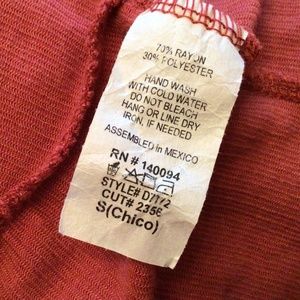 70% RAYON
30% POLYESTER
HAND WASH
WITH COLD WATER
DO NOT BLEACH
HANG OR LINE DRY
IRON, IF NEEDED
ASSEMBLED IN MEXICO
RN # 140094
STYLE# D7172
CUT# 2356
S(Chico)